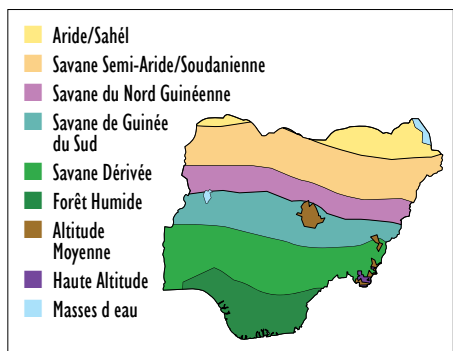 Aride/Sahél
Savane Semi-Aride/Soudanienne
Savane du Nord Guinéenne
Savane de Guinée
du Sud
Savane Dérivée
Forêt Humide
Altitude
Moyenne
Haute Altitude
Masses d eau